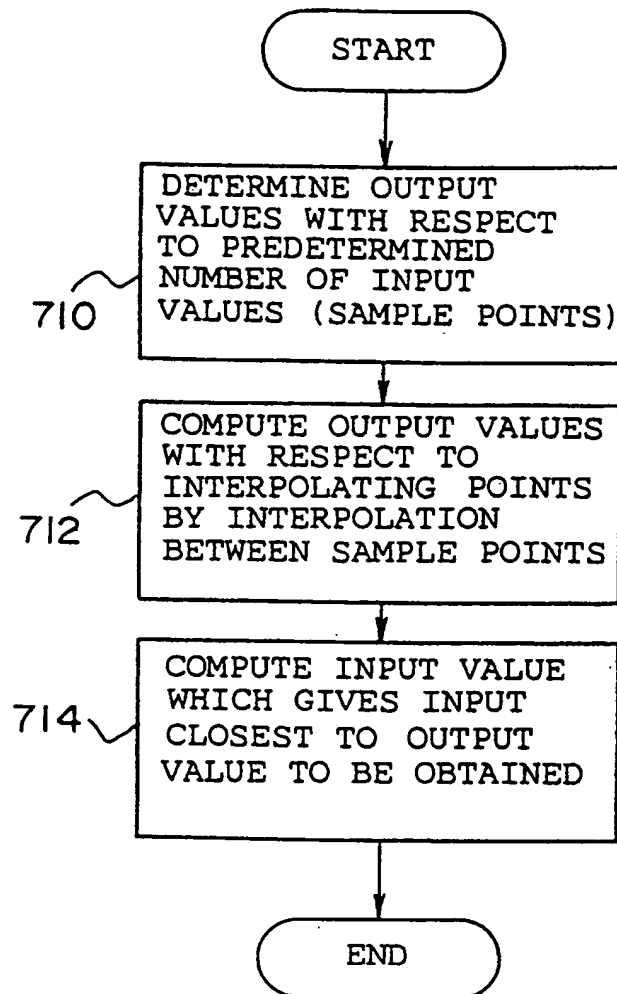 START
DETERMINE OUTPUT
VALUES WITH RESPECT
TO PREDETERMINED
NUMBER OF INPUT
VALUES (SAMPLE POINTS)
710
COMPUTE OUTPUT VALUES
WITH RESPECT TO
INTERPOLATING POINTS
BY INTERPOLATION
BETWEEN SAMPLE POINTS
712
COMPUTE INPUT VALUE
WHICH GIVES INPUT
CLOSEST TO OUTPUT
VALUE TO BE OBTAINED
714
END